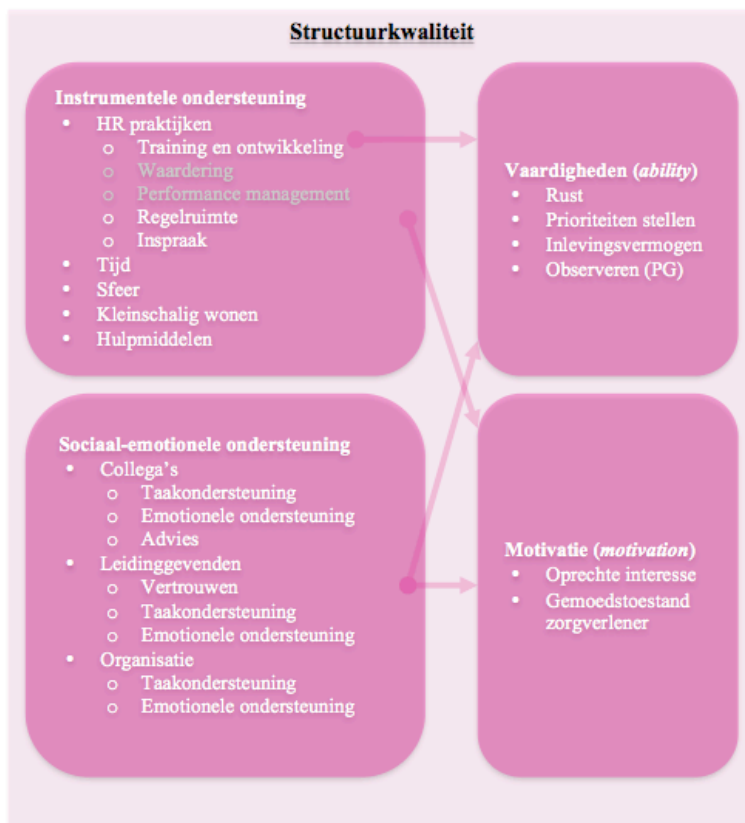 Structuurkwaliteit
Instrumentele ondersteuning
• HR praktijken
o Training en ontwikkeling
o Waardering
o Performance management
o Regelruimte
o Inspraak
• Tijd
• Sfeer
• Kleinschalig wonen
• Hulpmiddelen
Vaardigheden (ability)
• Rust
• Prioriteiten stellen
• Inlevingsvermogen
• Observeren (PG)
Sociaal-emotionele ondersteuning
• Collega's
o Taakondersteuning
o Emotionele ondersteuning
o Advies
• Leidinggevenden
o Vertrouwen
o Taakondersteuning
o Emotionele ondersteuning
• Organisatie
o Taakondersteuning
o Emotionele ondersteuning
Motivatie (motivation)
• Oprechte interesse
• Gemoedstoestand
zorgverlener